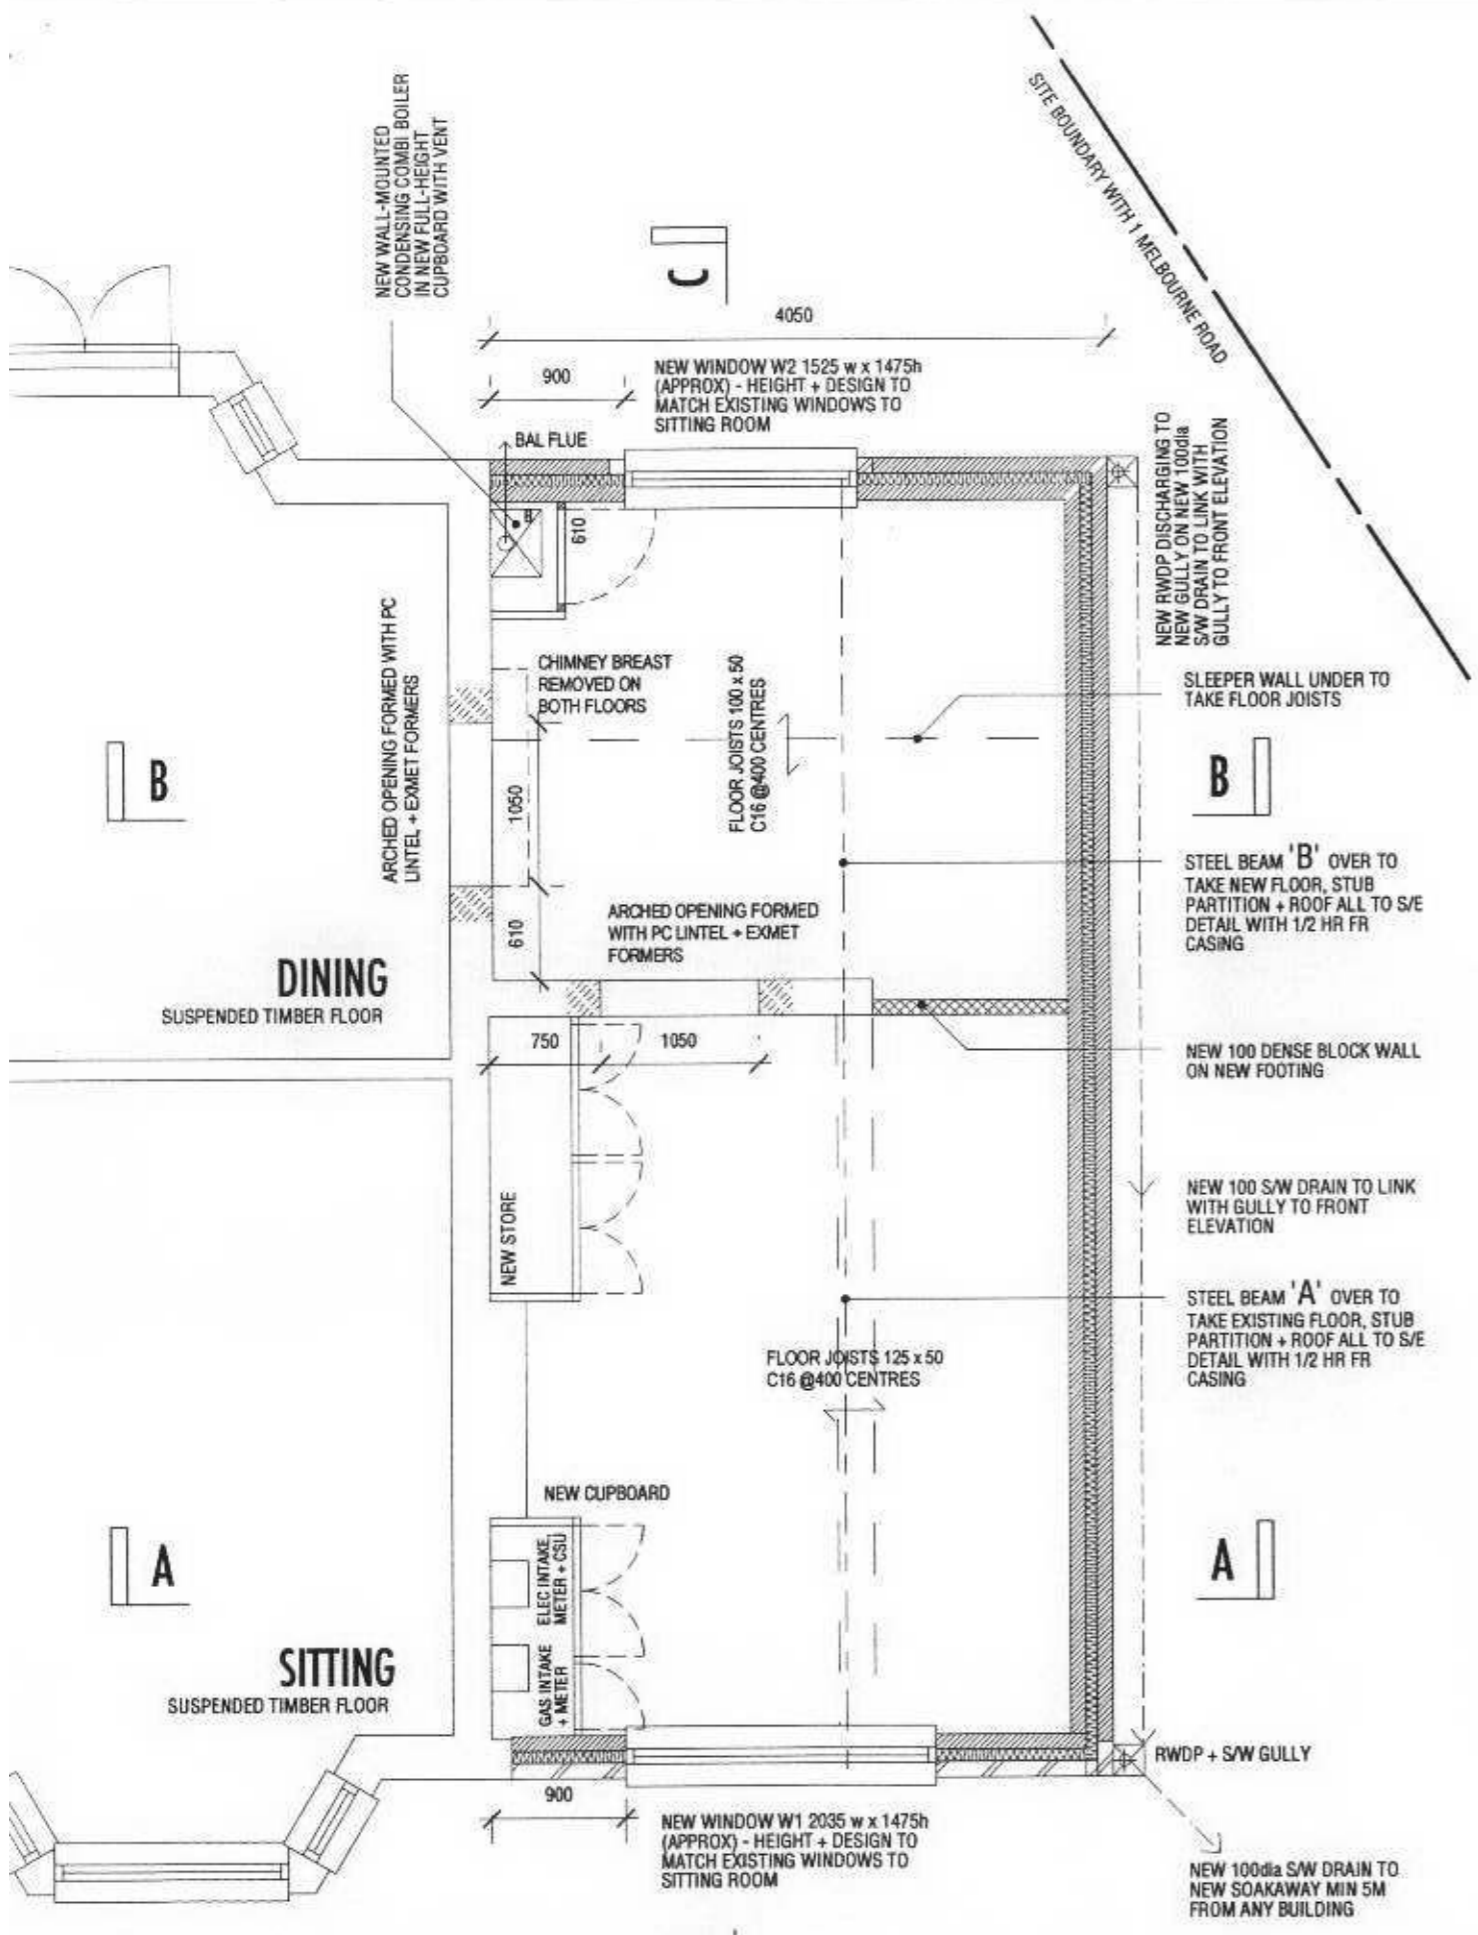 SITE BOUNDARY WITH 1 MELBOURNE ROAD
NEW WALL-MOUNTED
CONDENSING COMBI BOILER
IN NEW FULL-HEIGHT
CUPBOARD WITH VENT
C
4050
900
NEW WINDOW W2 1525 w x 1475h
(APPROX) - HEIGHT + DESIGN TO
MATCH EXISTING WINDOWS TO
SITTING ROOM
BAL FLUE
B
610
NEW RWDP DISCHARGING TO
NEW GULLY ON NEW 100dia
S/W DRAIN TO LINK WITH
GULLY TO FRONT ELEVATION
ARCHED OPENING FORMED WITH PC
LINTEL + EXMET FORMERS
CHIMNEY BREAST
REMOVED ON
BOTH FLOORS
FLOOR JOISTS 100 x 50
C16 @400 CENTRES
SLEEPER WALL UNDER TO
TAKE FLOOR JOISTS
B
B
1050
STEEL BEAM 'B' OVER TO
TAKE NEW FLOOR, STUB
PARTITION + ROOF ALL TO S/E
DETAIL WITH 1/2 HR FR
CASING
610
ARCHED OPENING FORMED
WITH PC LINTEL + EXMET
FORMERS
DINING
SUSPENDED TIMBER FLOOR
750
1050
NEW 100 DENSE BLOCK WALL
ON NEW FOOTING
NEW STORE
NEW 100 S/W DRAIN TO LINK
WITH GULLY TO FRONT
ELEVATION
STEEL BEAM 'A' OVER TO
TAKE EXISTING FLOOR, STUB
PARTITION + ROOF ALL TO S/E
DETAIL WITH 1/2 HR FR
CASING
FLOOR JOISTS 125 x 50
C16 @400 CENTRES
NEW CUPBOARD
ELEC INTAKE,
METER + CSU
GAS INTAKE
+ METER
A
A
SITTING
SUSPENDED TIMBER FLOOR
RWDP + S/W GULLY
900
NEW WINDOW W1 2035 w x 1475h
(APPROX) - HEIGHT + DESIGN TO
MATCH EXISTING WINDOWS TO
SITTING ROOM
NEW 100dia S/W DRAIN TO
NEW SOAKAWAY MIN 5M
FROM ANY BUILDING